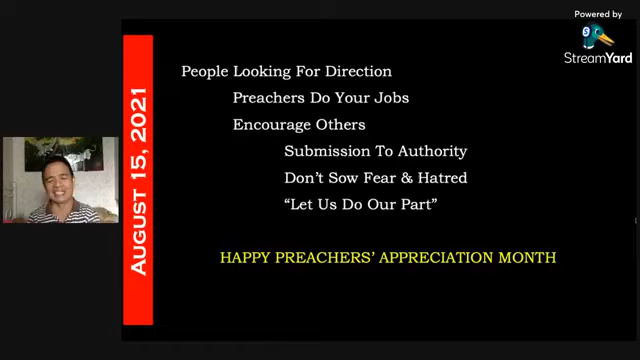 Powered by
StreamYard
AUGUST 15, 2021
People Looking For Direction
Preachers Do Your Jobs
Encourage Others
Submission To Authority
Don't Sow Fear & Hatred
"Let Us Do Our Part"
HAPPY PREACHERS' APPRECIATION MONTH